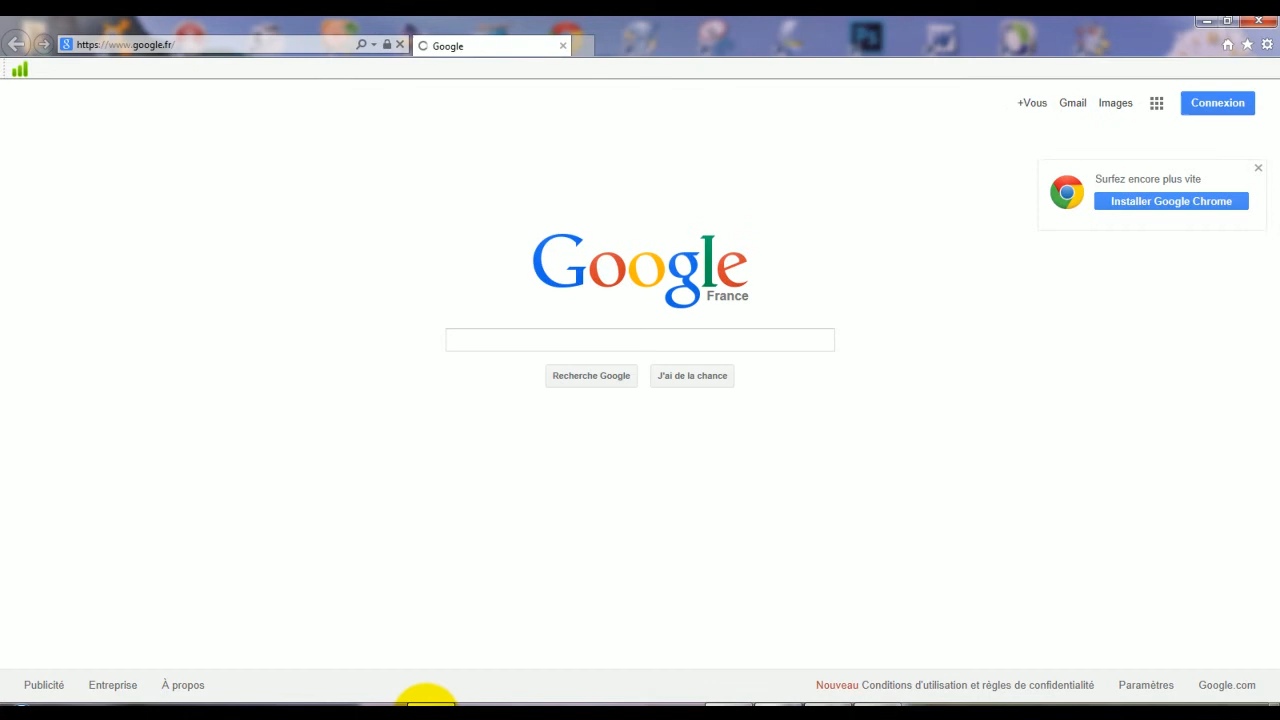 https://www.google.fr/
Google
+Vous Gmail Images Connexion
Surfez encore plus vite
Installer Google Chrome
Google
France
Recherche Google J'ai de la chance
Publicité Entreprise À propos Nouveau Conditions d'utilisation et règles de confidentialité Paramètres Google.com